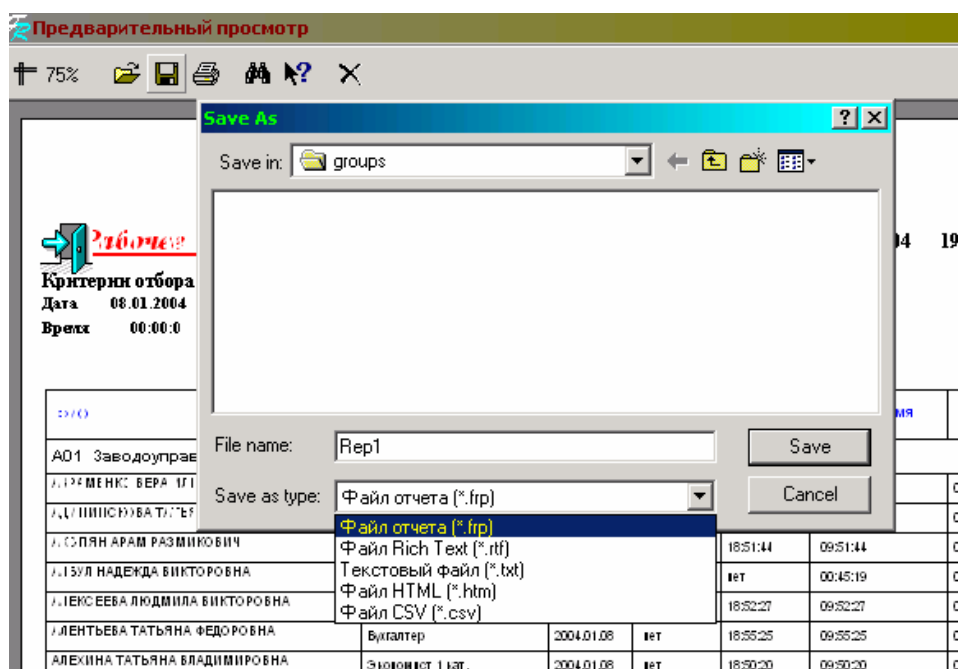 Предварительный просмотр
75%
Save As
Save in: groups
Рабочее
04 19
Критерии отбора
Дата 08.01.2004
Время 00:00:0
МЯ
File name: Rep1 Save
А01 Заводоуправ
ВЕРА
Save as type: Файл отчета (*.frp) Cancel
Файл отчета (*.frp)
АРАМ РАЗМИКОВИЧ Файл Rich Text (*.rtf) 18:51:44 09:51:44
НАДЕЖДА ВИКТОРОВНА Текстовый файл (*.txt) нет 00:45:19
Файл HTML (*.htm)
АЛЕКСЕЕВА ЛЮДМИЛА ВИКТОРОВНА Файл CSV (*.csv) 18:52:27 09:52:27
ТАТЬЯНА ФЕДОРОВНА Бухгалтер 2004.01.08 нет 18:55:25 09:55:25
АЛЕХИНА ТАТЬЯНА ВЛАДИМИРОВНА Экономист 1 кат. 2004.01.08 нет 18:50:20 09:50:20